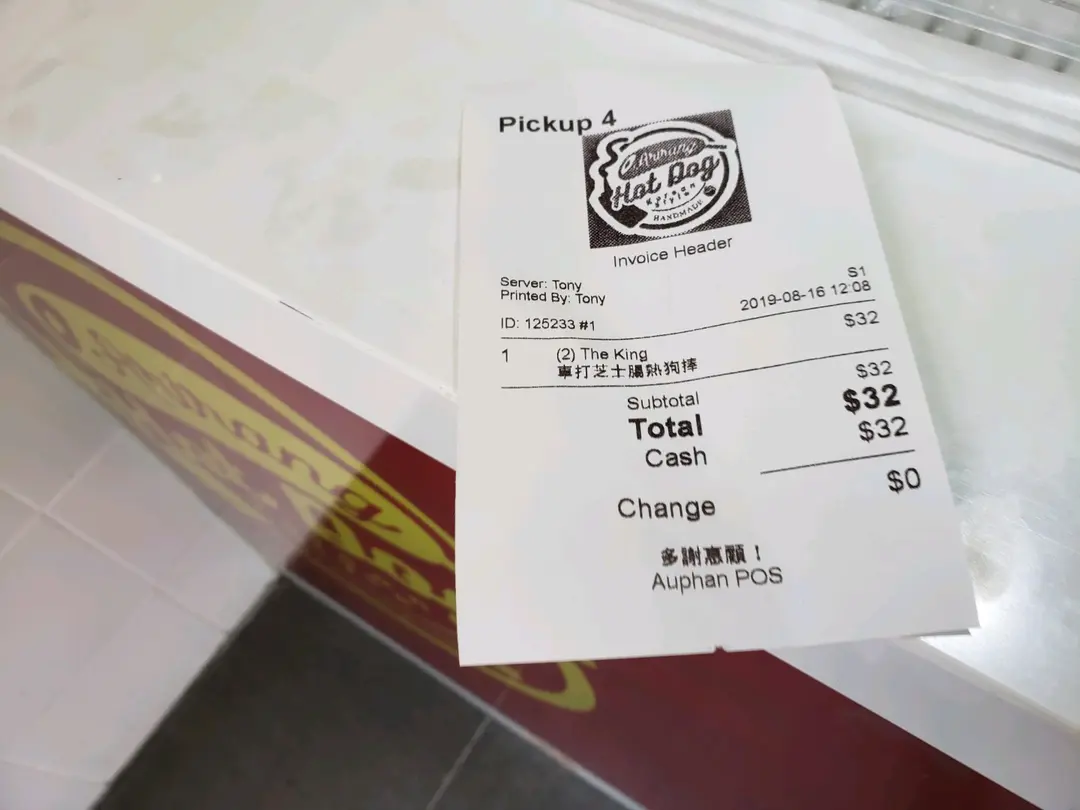 Pickup 4
Arirang
Hot Dog
Korean
Style
HANDMADE
Invoice Header
Server: Tony S1
Printed By: Tony 2019-08-16 12:08
ID: 125233 #1
1 (2) The King $32
車打芝士腸熱狗捧
Subtotal $32
Total $32
Cash $32
Change $0
多謝惠顧！
Auphan POS
Arirang